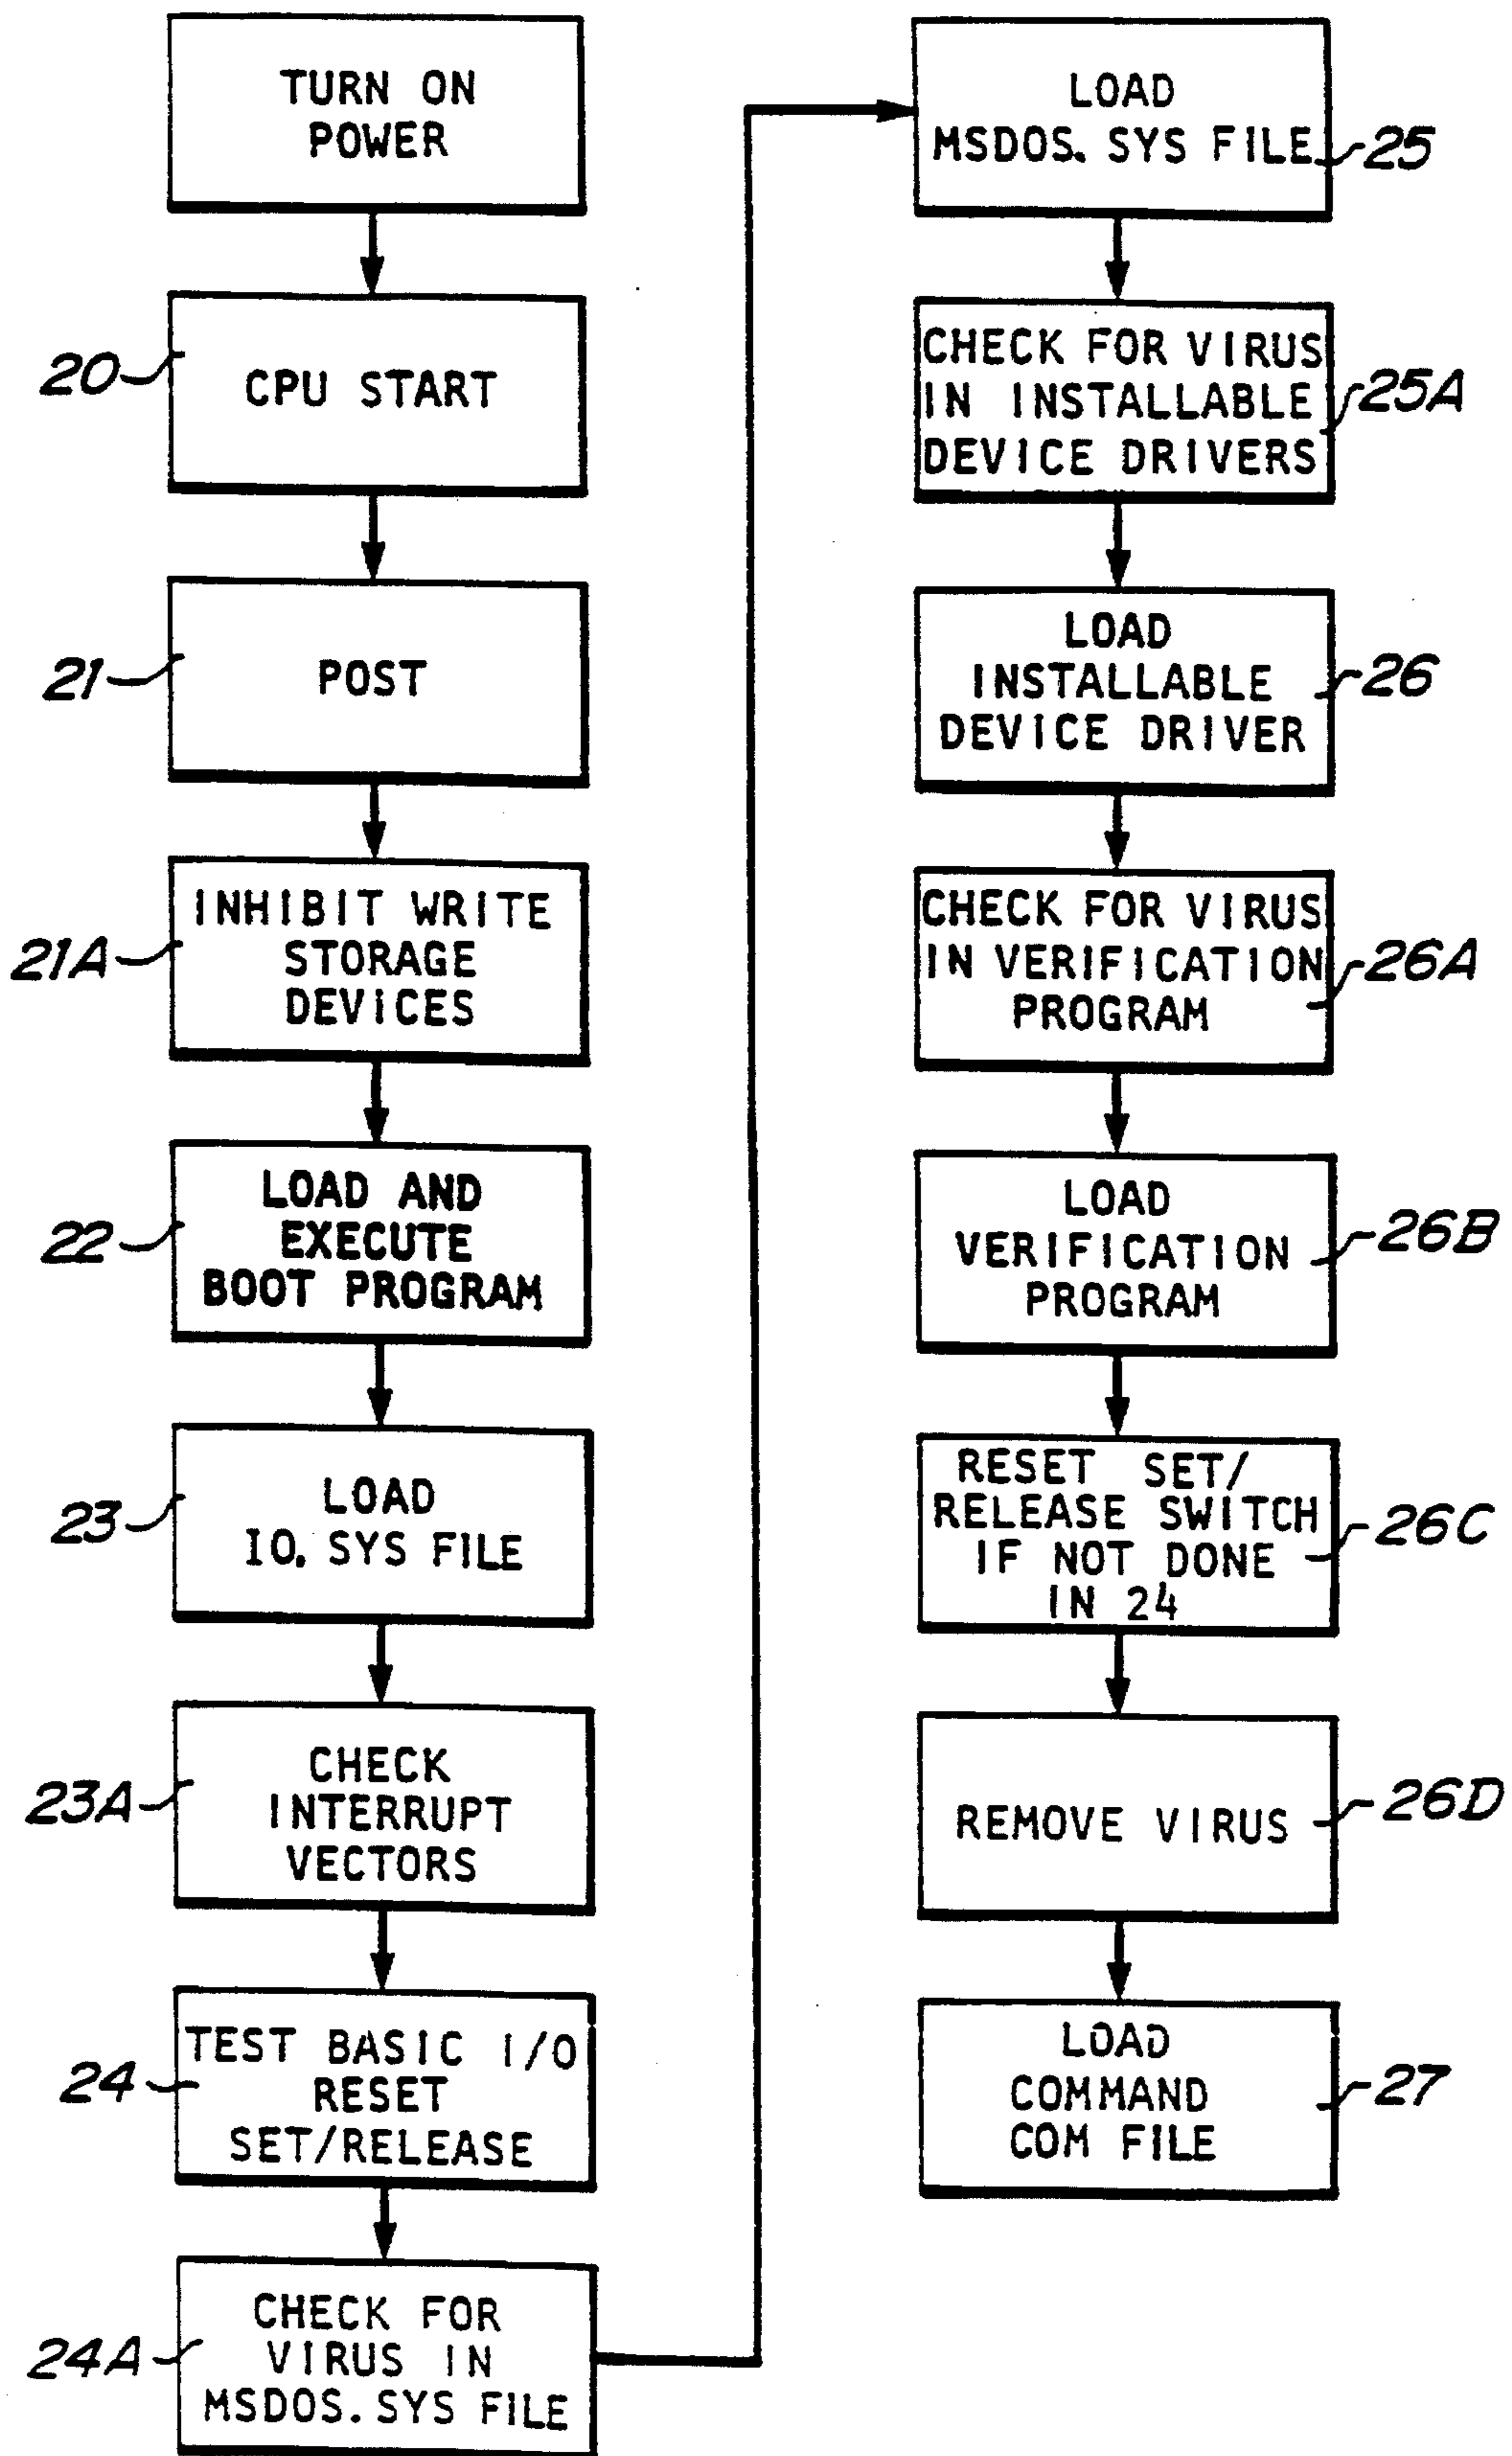 TURN ON
POWER
20
CPU START
21
POST
21A
INHIBIT WRITE
STORAGE
DEVICES
22
LOAD AND
EXECUTE
BOOT PROGRAM
23
LOAD
IO. SYS FILE
23A
CHECK
INTERRUPT
VECTORS
24
TEST BASIC I/O
RESET
SET/RELEASE
24A
CHECK FOR
VIRUS IN
MSDOS. SYS FILE
LOAD
MSDOS. SYS FILE
25
CHECK FOR VIRUS
IN INSTALLABLE
DEVICE DRIVERS
25A
LOAD
INSTALLABLE
DEVICE DRIVER
26
CHECK FOR VIRUS
IN VERIFICATION
PROGRAM
26A
LOAD
VERIFICATION
PROGRAM
26B
RESET SET/
RELEASE SWITCH
IF NOT DONE
IN 24
26C
REMOVE VIRUS
26D
LOAD
COMMAND
COM FILE
27